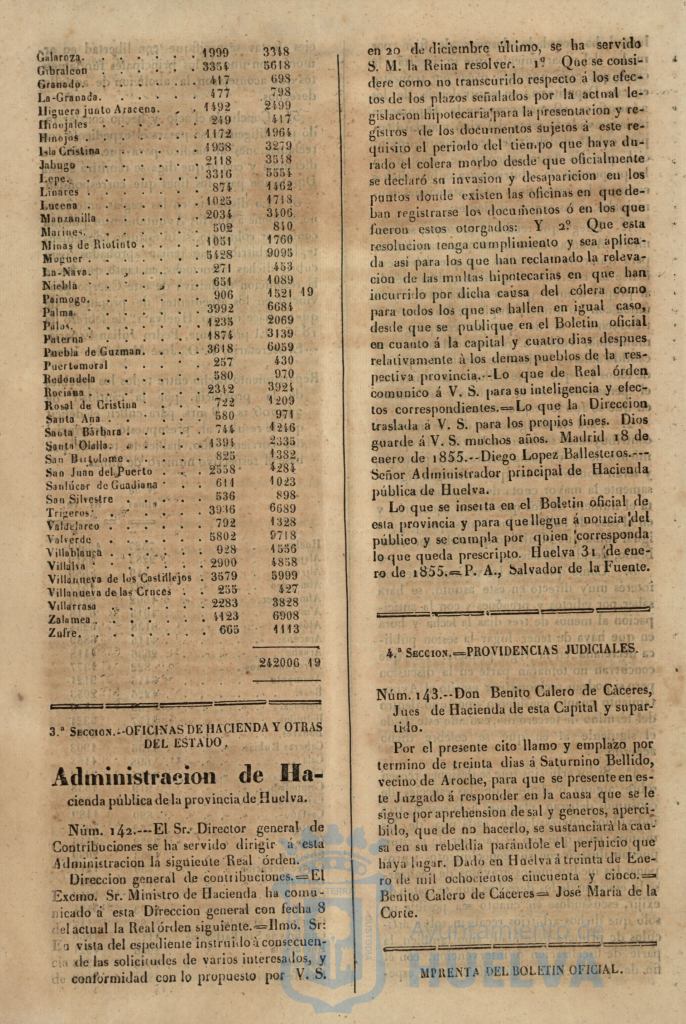 Galaroza. 1999 3348
Gibraleon 3354 5618
Granado. 417 698
La-Granada. 477 798
Higuera junto Aracena. 1492 2499
Hinojales 249 417
Hinojos 1172 1964
Isla Cristina 1958 3279
Jabugo 2118 3548
Lepe. 3316 5554
Linares 874 1462
Lucena 1025 1718
Manzanilla 2034 3406
Marines. 502 840
Minas de Riotinto 1051 1760
Moguer 5428 9095
La-Nava. 271 453
Niebla 651 1089
Paimogo. 906 1521 19
Palma. 3992 6684
Palos. 1235 2069
Paterna 1874 3139
Puebla de Guzman. 3618 6059
Puertomoral 257 430
Redondela 580 970
Rociana 2342 3924
Rosal de Cristina 722 1209
Santa Ana 580 971
Santa Bárbara 744 1246
Santa Olalla. 1394 2335
San Bartolome. 825 1382
San Juan del Puerto 2558 4284
Sanlúcar de Guadiana 611 1023
San Silvestre 536 898
Trigeros. 3936 6689
Valdelarco 792 1328
Valverde 5802 9718
Villablanca 928 1556
Villalva 2900 4858
Villanueva de los Castillejos 3579 5999
Villanueva de las Cruces 255 427
Villarrasa 2283 3828
Zalamea 4123 6908
Zufre. 665 1113
242006 19
3.ª SECCION.--OFICINAS DE HACIENDA Y OTRAS
DEL ESTADO.
Administracion de Ha-
cienda pública de la provincia de Huelva.
Núm. 142.---El Sr. Director general de
Contribuciones se ha servido dirigir á esta
Administracion la siguiente Real órden.
Direccion general de contribuciones.=El
Excmo. Sr. Ministro de Hacienda ha comu-
nicado á esta Direccion general con fecha 8
del actual la Real órden siguiente.=Ilmo. Sr:
En vista del espediente instruido á consecuen-
cia de las solicitudes de varios interesados, y
de conformidad con lo propuesto por V. S.
en 20 de diciembre último, se ha servido
S. M. la Reina resolver. 1.º Que se consi-
dere como no transcurido respecto á los efec-
tos de los plazos señalados por la actual le-
gislacion hipotecaria para la presentacion y re-
gistros de los documentos sujetos á este re-
quisito el periodo del tiempo que haya du-
rado el colera morbo desde que oficialmente
se declaró su invasion y desaparicion en los
puntos donde existen las oficinas en que de-
ban registrarse los documentos ó en los que
fueron estos otorgados: Y 2.º Que esta
resolucion tenga cumplimiento y sea aplica-
da asi para los que han reclamado la releva-
cion de las multas hipotecarias en que han
incurrido por dicha causa del cólera como
para todos los que se hallen en igual caso,
desde que se publique en el Boletin oficial
en cuanto á la capital y cuatro dias despues
relativamente à los demas pueblos de la res-
pectiva provincia.--Lo que de Real órden
comunico á V. S. para su inteligencia y efec-
tos correspondientes.=Lo que la Direccion
traslada á V. S. para los propios fines. Dios
guarde á V. S. muchos años. Madrid 18 de
enero de 1855.--Diego Lopez Ballesteros.---
Señor Administrador principal de Hacienda
pública de Huelva.
Lo que se inserta en el Boletin oficial de
esta provincia y para que llegue á noticia del
público y se cumpla por quien corresponda
lo que queda prescripto. Huelva 31 de ene-
ro de 1855.=P. A., Salvador de la Fuente.
4.ª SECCION.=PROVIDENCIAS JUDICIALES.
Núm. 143.--Don Benito Calero de Càceres,
Jues de Hacienda de esta Capital y supar-
tido.
Por el presente cito llamo y emplazo por
termino de treinta dias á Saturnino Bellido,
vecino de Aroche, para que se presente en es-
te Juzgado á responder en la causa que se le
sigue por aprehension de sal y géneros, aperci-
bido, que de no hacerlo, se sustanciará la cau-
sa en su rebeldia parándole el perjuicio que
haya lugar. Dado en Huelva á treinta de Ene-
ro de mil ochocientos cincuenta y cinco.=
Benito Calero de Càceres= José Maria de la
Corte.
Ayuntamiento de
HUELVA
MPRENTA DEL BOLETIN OFICIAL.